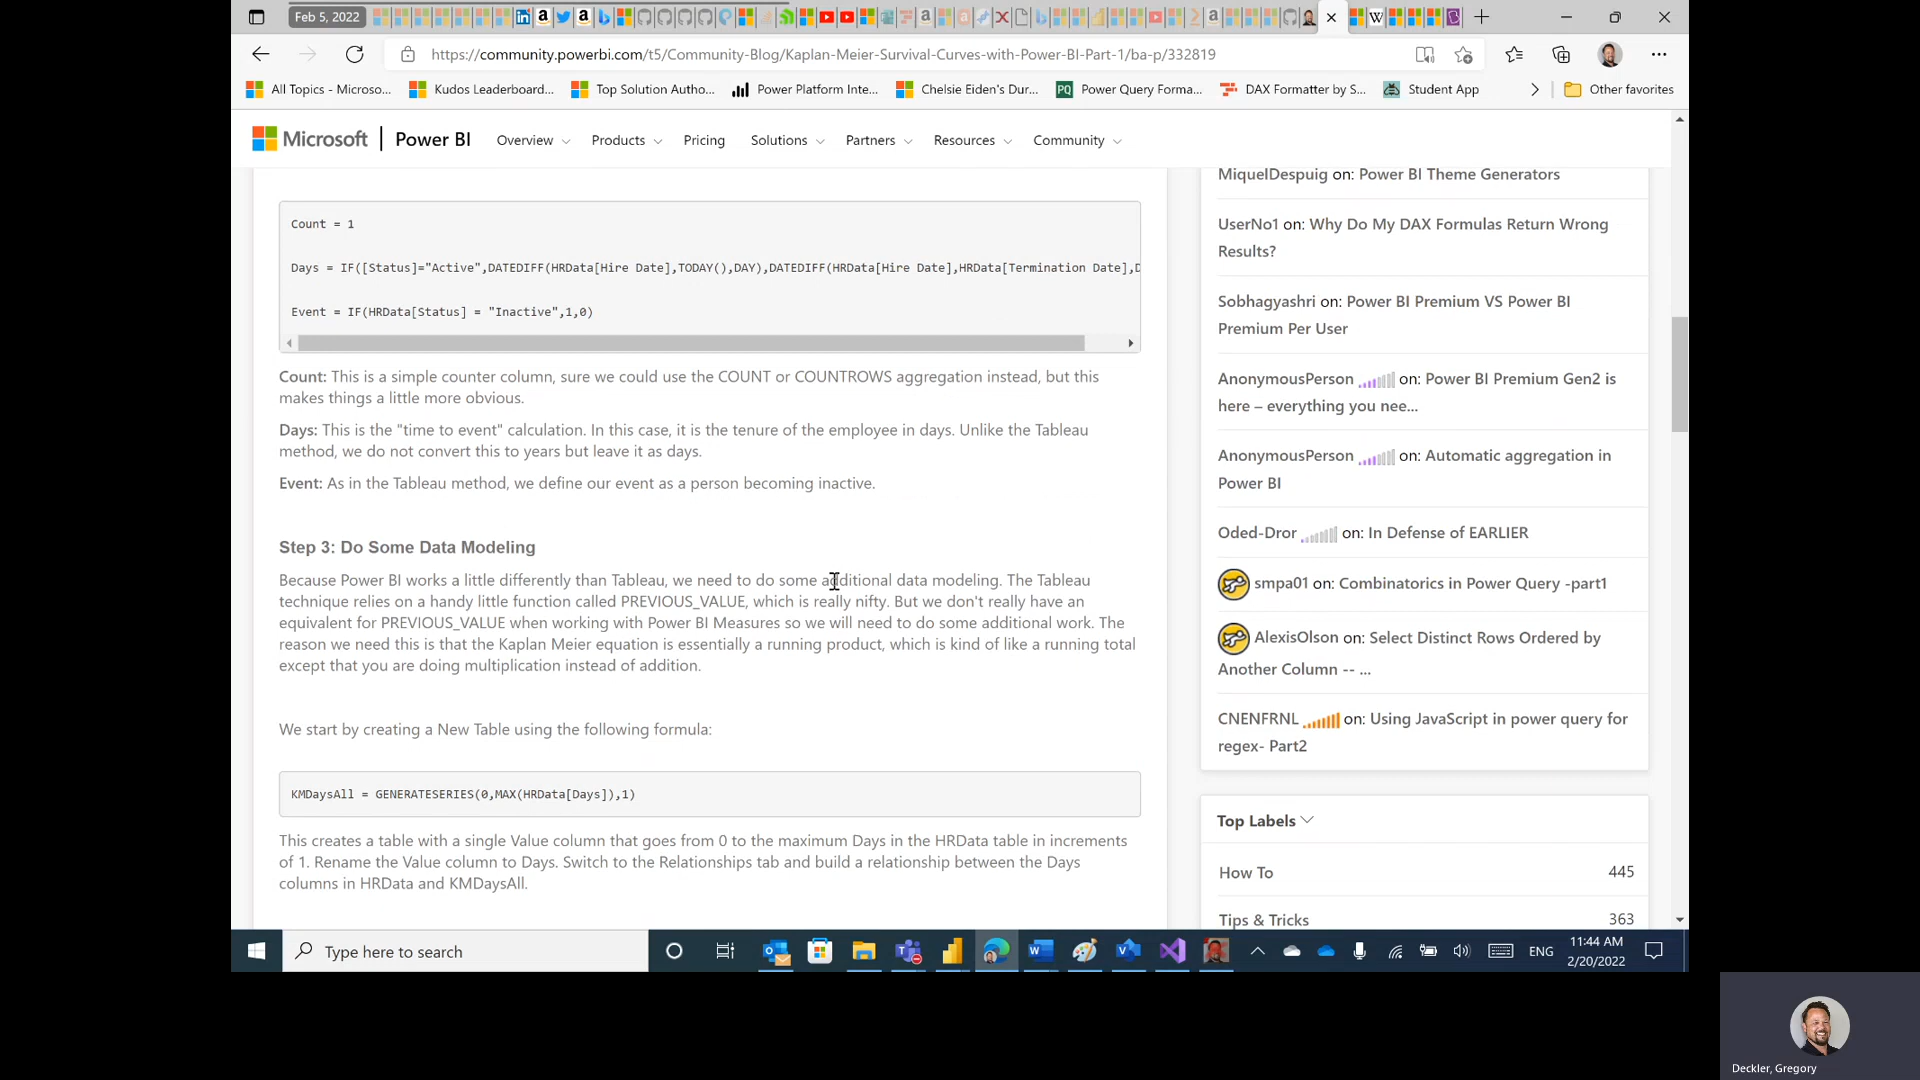 Feb 5, 2022
https://community.powerbi.com/t5/Community-Blog/Kaplan-Meier-Survival-Curves-with-Power-BI-Part-1/ba-p/332819
All Topics - Microso...
Kudos Leaderboard...
Top Solution Autho...
Power Platform Inte...
Chelsie Eiden's Dur...
PQ
Power Query Forma...
DAX Formatter by S...
Student App
Other favorites
Microsoft
Power BI
Overview
Products
Pricing
Solutions
Partners
Resources
Community
Count = 1
Days = IF([Status]="Active",DATEDIFF(HRData[Hire Date],TODAY(),DAY),DATEDIFF(HRData[Hire Date],HRData[Termination Date],D
Event = IF(HRData[Status] = "Inactive",1,0)
Count: This is a simple counter column, sure we could use the COUNT or COUNTROWS aggregation instead, but this
makes things a little more obvious.
Days: This is the "time to event" calculation. In this case, it is the tenure of the employee in days. Unlike the Tableau
method, we do not convert this to years but leave it as days.
Event: As in the Tableau method, we define our event as a person becoming inactive.
Step 3: Do Some Data Modeling
Because Power BI works a little differently than Tableau, we need to do some additional data modeling. The Tableau
technique relies on a handy little function called PREVIOUS_VALUE, which is really nifty. But we don't really have an
equivalent for PREVIOUS_VALUE when working with Power BI Measures so we will need to do some additional work. The
reason we need this is that the Kaplan Meier equation is essentially a running product, which is kind of like a running total
except that you are doing multiplication instead of addition.
We start by creating a New Table using the following formula:
KMDaysAll = GENERATESERIES(0,MAX(HRData[Days]),1)
This creates a table with a single Value column that goes from 0 to the maximum Days in the HRData table in increments
of 1. Rename the Value column to Days. Switch to the Relationships tab and build a relationship between the Days
columns in HRData and KMDaysAll.
MiquelDespuig on: Power BI Theme Generators
UserNo1 on: Why Do My DAX Formulas Return Wrong
Results?
Sobhagyashri on: Power BI Premium VS Power BI
Premium Per User
AnonymousPerson on: Power BI Premium Gen2 is
here – everything you nee...
AnonymousPerson on: Automatic aggregation in
Power BI
Oded-Dror on: In Defense of EARLIER
smpa01 on: Combinatorics in Power Query -part1
AlexisOlson on: Select Distinct Rows Ordered by
Another Column -- ...
CNENFRNL on: Using JavaScript in power query for
regex- Part2
Top Labels
How To 445
Tips & Tricks 363
Type here to search
ENG
11:44 AM
2/20/2022
Deckler, Gregory